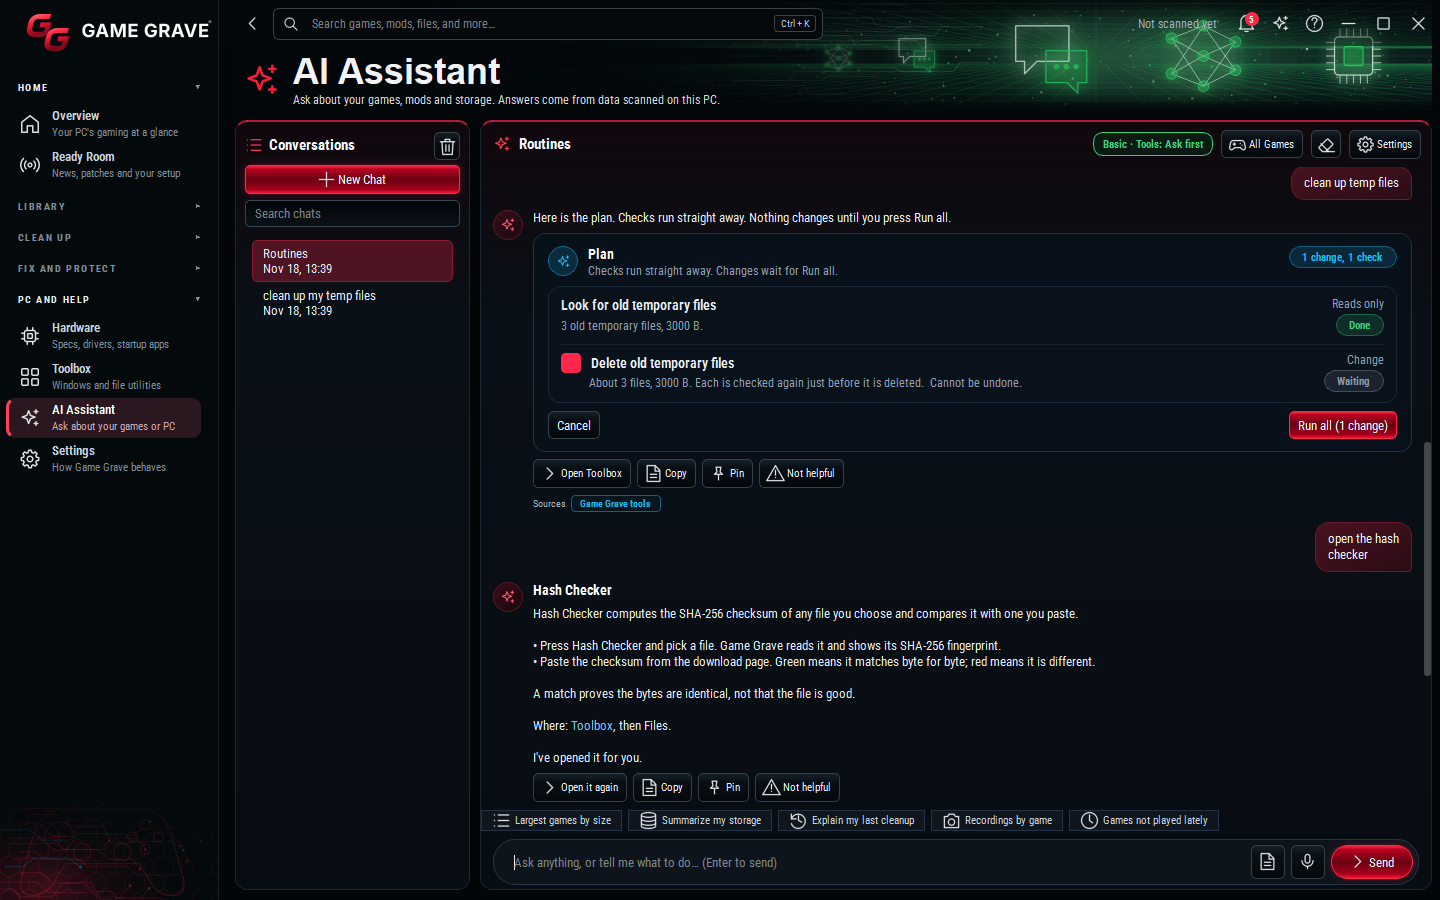 GG GAME GRAVE
HOME
Overview
Your PC's gaming at a glance
Ready Room
News, patches and your setup
LIBRARY
CLEAN UP
FIX AND PROTECT
PC AND HELP
Hardware
Specs, drivers, startup apps
Toolbox
Windows and file utilities
AI Assistant
Ask about your games or PC
Settings
How Game Grave behaves
Search games, mods, files, and more...
Ctrl + K
Not scanned yet
5
AI Assistant
Ask about your games, mods and storage. Answers come from data scanned on this PC.
Conversations
New Chat
Search chats
Routines
Nov 18, 13:39
clean up my temp files
Nov 18, 13:39
Routines
Basic · Tools: Ask first
All Games
Settings
clean up temp files
Here is the plan. Checks run straight away. Nothing changes until you press Run all.
Plan
Checks run straight away. Changes wait for Run all.
1 change, 1 check
Look for old temporary files
3 old temporary files, 3000 B.
Reads only
Done
Delete old temporary files
About 3 files, 3000 B. Each is checked again just before it is deleted. Cannot be undone.
Change
Waiting
Cancel
Run all (1 change)
Open Toolbox
Copy
Pin
Not helpful
Sources
Game Grave tools
open the hash
checker
Hash Checker
Hash Checker computes the SHA-256 checksum of any file you choose and compares it with one you paste.
• Press Hash Checker and pick a file. Game Grave reads it and shows its SHA-256 fingerprint.
• Paste the checksum from the download page. Green means it matches byte for byte; red means it is different.
A match proves the bytes are identical, not that the file is good.
Where: Toolbox, then Files.
I've opened it for you.
Open it again
Copy
Pin
Not helpful
Largest games by size
Summarize my storage
Explain my last cleanup
Recordings by game
Games not played lately
Ask anything, or tell me what to do... (Enter to send)
Send